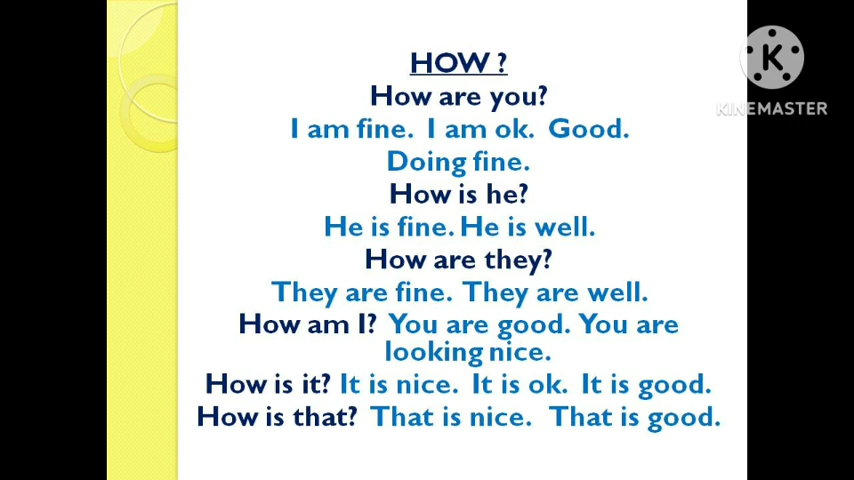 HOW ?
How are you?
I am fine. I am ok. Good.
Doing fine.
How is he?
He is fine. He is well.
How are they?
They are fine. They are well.
How am I? You are good. You are
looking nice.
How is it? It is nice. It is ok. It is good.
How is that? That is nice. That is good.
K
KINEMASTER